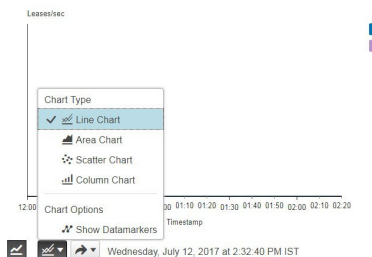 Leases/sec
Chart Type
Line Chart
Area Chart
Scatter Chart
Column Chart
12:00 00 01:10 01:20 01:30 01:40 01:50 02:00 02:10 02:20
Chart Options
Timestamp
Show Datamarkers
Wednesday, July 12, 2017 at 2:32:40 PM IST